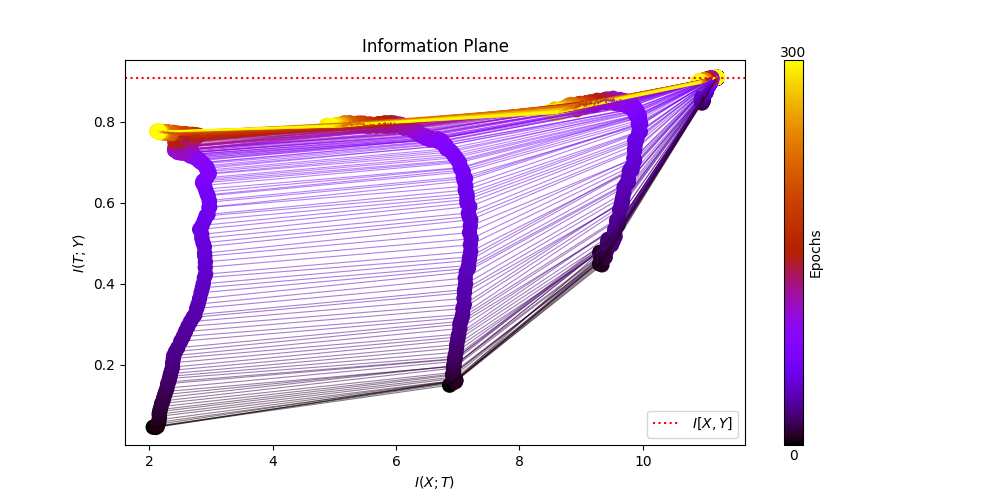 Information Plane
300
0.8
0.6
0.4
0.2
I(T; Y)
Epochs
I[X, Y]
2
4
6
8
10
0
I(X; T)